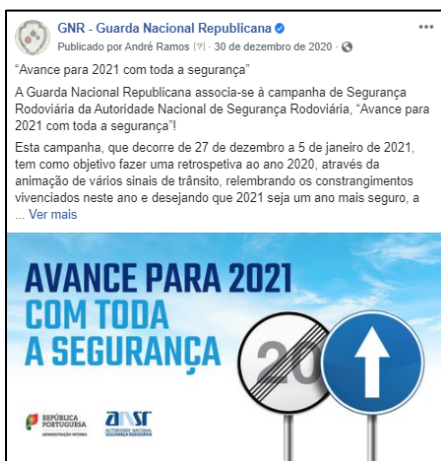 GNR - Guarda Nacional Republicana
Publicado por André Ramos [?] · 30 de dezembro de 2020 ·
“Avance para 2021 com toda a segurança”
A Guarda Nacional Republicana associa-se à campanha de Segurança
Rodoviária da Autoridade Nacional de Segurança Rodoviária, “Avance para
2021 com toda a segurança”!
Esta campanha, que decorre de 27 de dezembro a 5 de janeiro de 2021,
tem como objetivo fazer uma retrospetiva ao ano 2020, através da
animação de vários sinais de trânsito, relembrando os constrangimentos
vivenciados neste ano e desejando que 2021 seja um ano mais seguro, a
... Ver mais
AVANCE PARA 2021
COM TODA
A SEGURANÇA
20
REPÚBLICA
PORTUGUESA
ADMINISTRAÇÃO INTERNA
ANSR
AUTORIDADE NACIONAL
SEGURANÇA RODOVIÁRIA